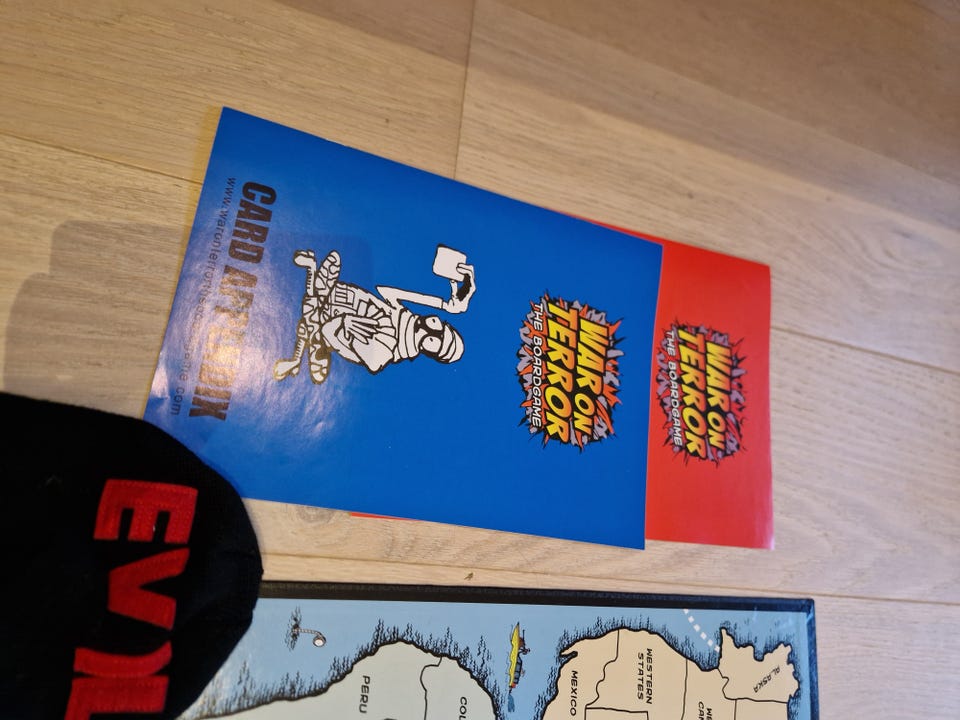 WAR ON
TERROR
THE BOARDGAME
CARD APPENDIX
WAR ON
TERROR
THE BOARDGAME
EVIL
ALASKA
WESTERN
STATES
MEXICO
PERU